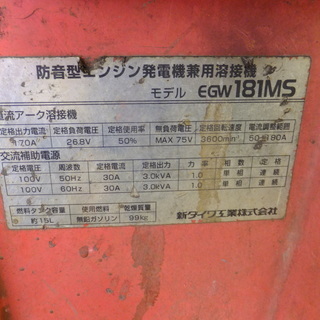 防音型エンジン発電機兼用溶接機
モデル EGW181MS
直流アーク溶接機
定格出力電流 定格負荷電圧 定格使用率 無負荷電圧 定格回転速度 電流調整範囲
170A 26.8V 50% MAX 75V 3600min⁻¹ 50~180A
交流補助電源
定格電圧 周波数 定格電流 出力 力率 相数 定格
100V 50Hz 30A 3.0kVA 1.0 単相 連続
100V 60Hz 30A 3.0kVA 1.0 単相 連続
燃料タンク容量 使用燃料 乾燥質量
約15L 無鉛ガソリン 99kg
新ダイワ工業株式会社